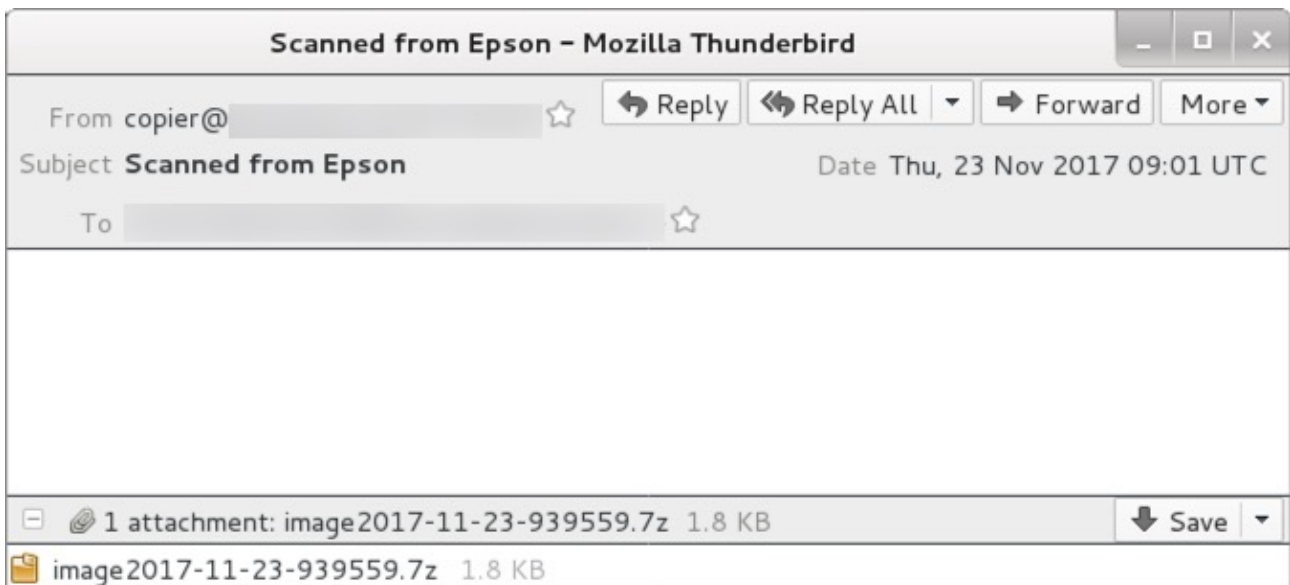 Scanned from Epson - Mozilla Thunderbird
From copier@ Reply Reply All Forward More
Subject Scanned from Epson Date Thu, 23 Nov 2017 09:01 UTC
To
1 attachment: image2017-11-23-939559.7z 1.8 KB Save
image2017-11-23-939559.7z 1.8 KB